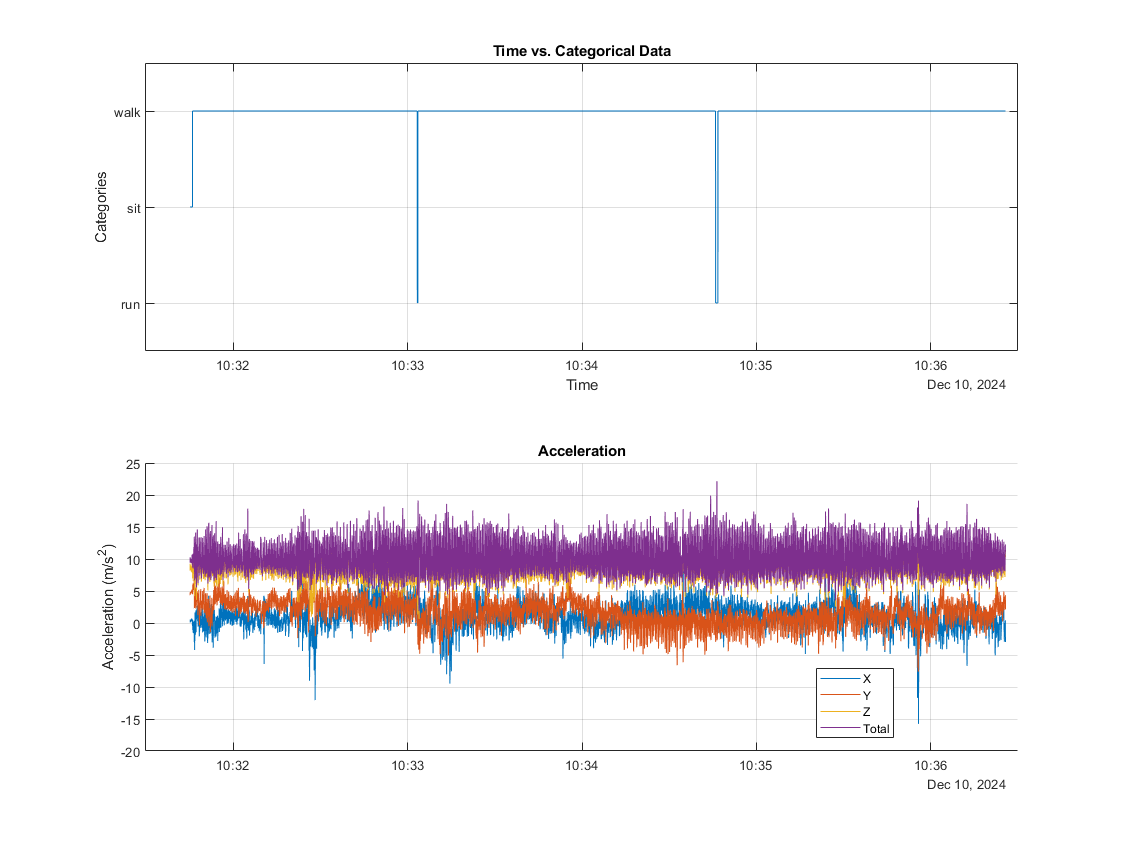 Time vs. Categorical Data
walk
sit
run
Categories
10:32 10:33 10:34 10:35 10:36
Time
Dec 10, 2024
Acceleration
25
20
15
10
5
0
-5
-10
-15
-20
Acceleration (m/s²)
X
Y
Z
Total
10:32 10:33 10:34 10:35 10:36
Dec 10, 2024